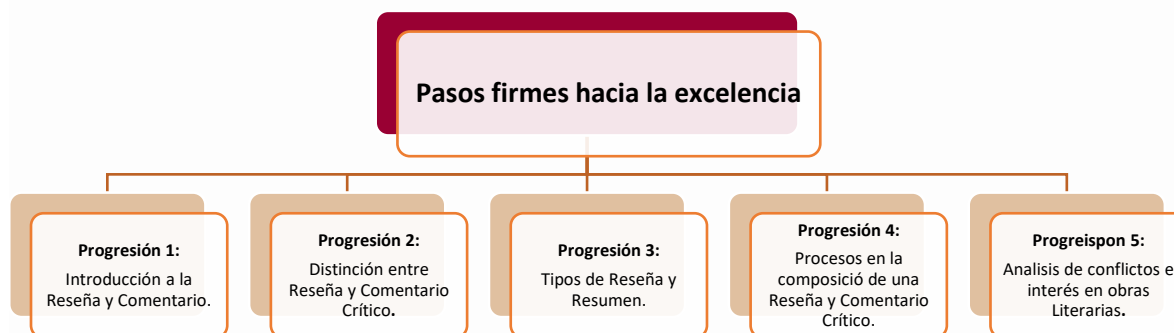 Pasos firmes hacia la excelencia
Progresión 1:
Introducción a la
Reseña y Comentario.
Progresión 2:
Distinción entre
Reseña y Comentario
Crítico.
Progresión 3:
Tipos de Reseña y
Resumen.
Progresión 4:
Procesos en la
composició de una
Reseña y Comentario
Crítico.
Progreispon 5:
Analisis de conflictos e
interés en obras
Literarias.